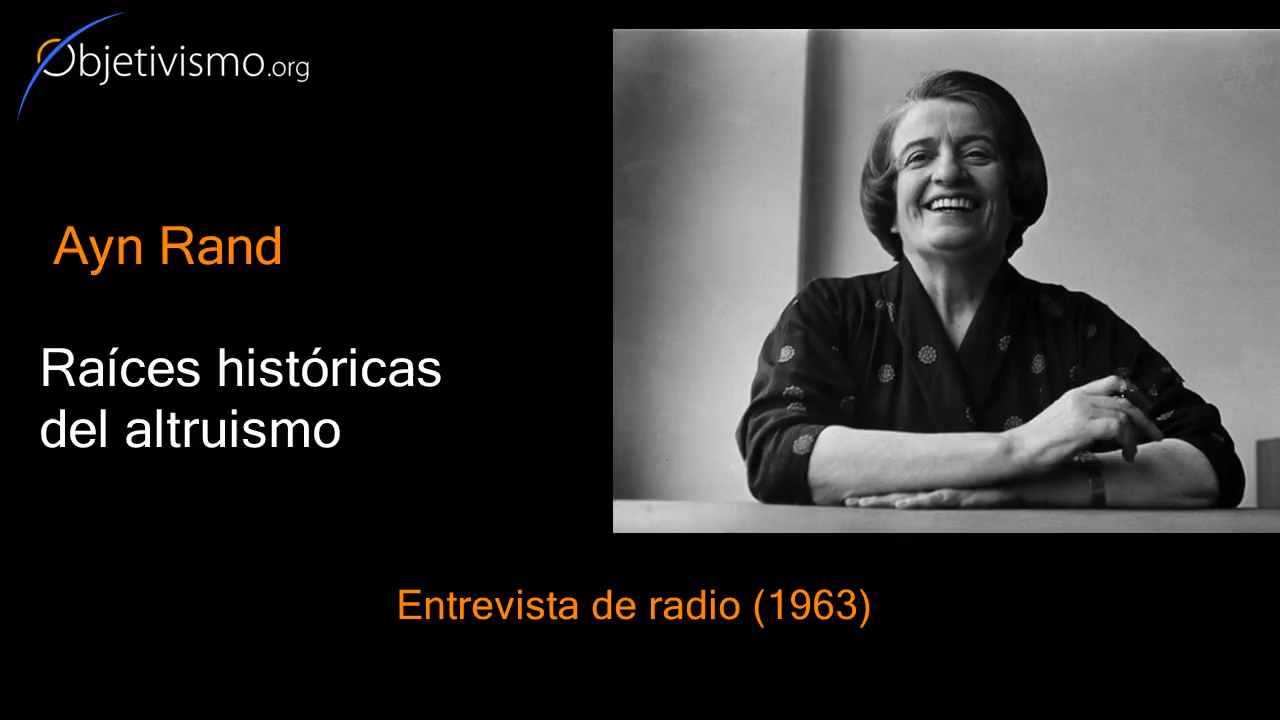 Objetivismo.org
Ayn Rand
Raíces históricas
del altruismo
Entrevista de radio (1963)